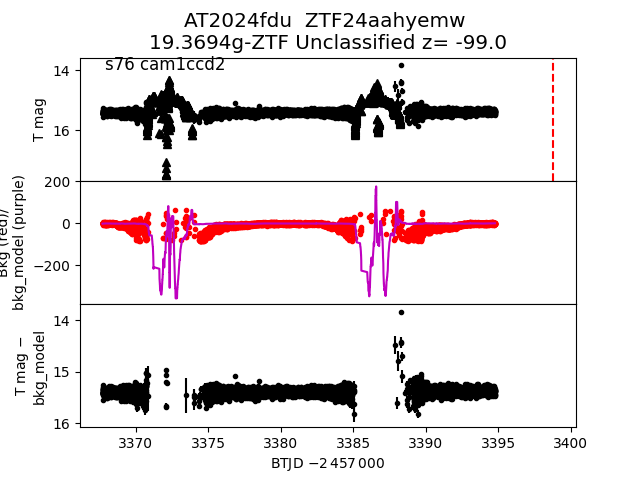 AT2024fdu  ZTF24aahyemw
19.3694g-ZTF Unclassified z= -99.0
s76 cam1ccd2
14
16
T mag
200
0
−200
Bkg (red)/
bkg_model (purple)
14
15
16
T mag −
bkg_model
3370 3375 3380 3385 3390 3395 3400
BTJD −2 457 000